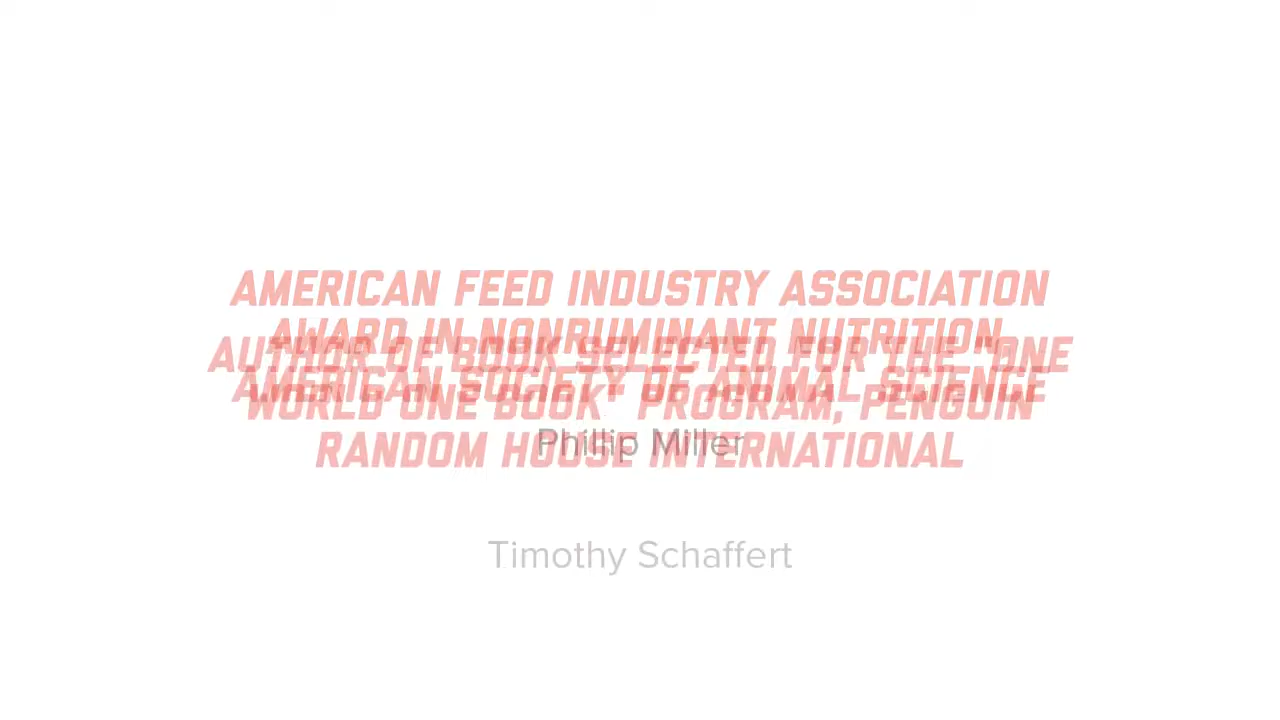 AMERICAN FEED INDUSTRY ASSOCIATION
AWARD IN NONRUMINANT NUTRITION,
AMERICAN SOCIETY OF ANIMAL SCIENCE
Phillip Miller
AUTHOR OF BOOK SELECTED FOR THE "ONE
WORLD ONE BOOK" PROGRAM, PENGUIN
RANDOM HOUSE INTERNATIONAL
Timothy Schaffert